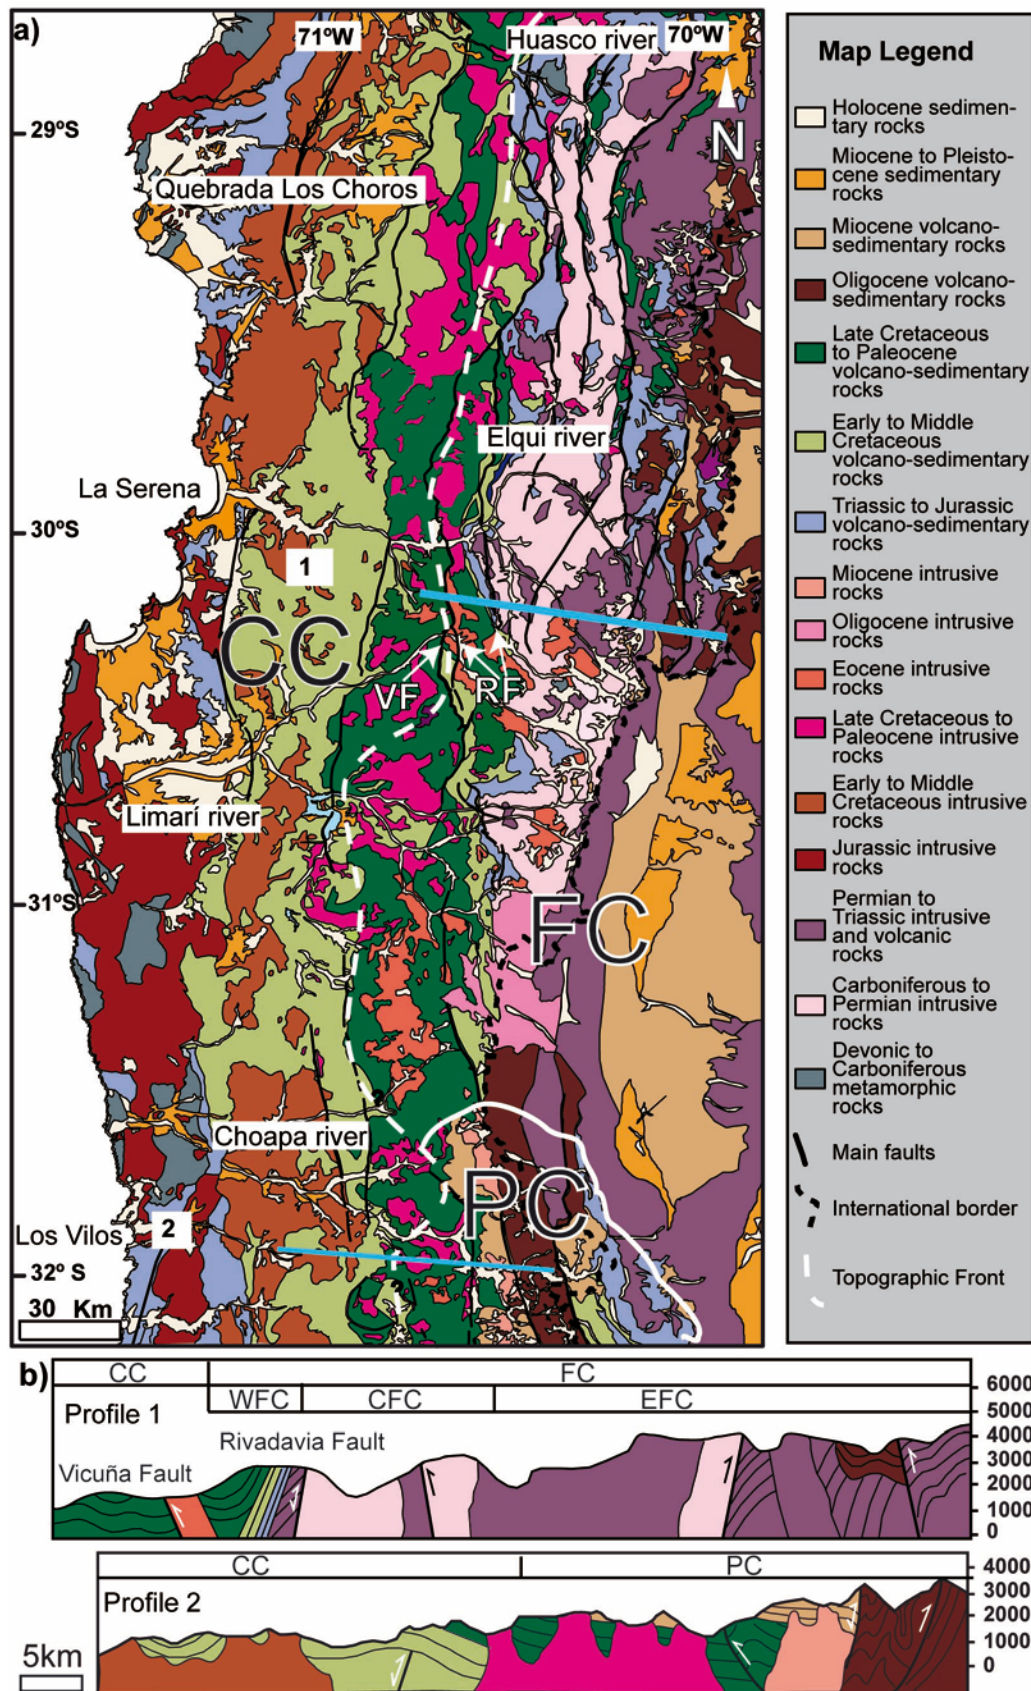 a)
71ºW
Huasco river
70ºW
29ºS
N
Quebrada Los Choros
Elqui river
La Serena
30ºS
1
CC
VF
RF
Limarí river
31ºS
FC
?
Choapa river
PC
2
Los Vilos
32º S
?
30 Km
Map Legend
Holocene sedimen-
tary rocks
Miocene to Pleisto-
cene sedimentary
rocks
Miocene volcano-
sedimentary rocks
Oligocene volcano-
sedimentary rocks
Late Cretaceous
to Paleocene
volcano-sedimentary
rocks
Early to Middle
Cretaceous
volcano-sedimentary
rocks
Triassic to Jurassic
volcano-sedimentary
rocks
Miocene intrusive
rocks
Oligocene intrusive
rocks
Eocene intrusive
rocks
Late Cretaceous to
Paleocene intrusive
rocks
Early to Middle
Cretaceous intrusive
rocks
Jurassic intrusive
rocks
Permian to
Triassic intrusive
and volcanic
rocks
Carboniferous to
Permian intrusive
rocks
Devonic to
Carboniferous
metamorphic
rocks
Main faults
International border
Topographic Front
b)
CC
FC
WFC
CFC
EFC
Profile 1
Rivadavia Fault
Vicuña Fault
6000
5000
4000
3000
2000
1000
0
CC
PC
Profile 2
4000
3000
2000
1000
0
5km